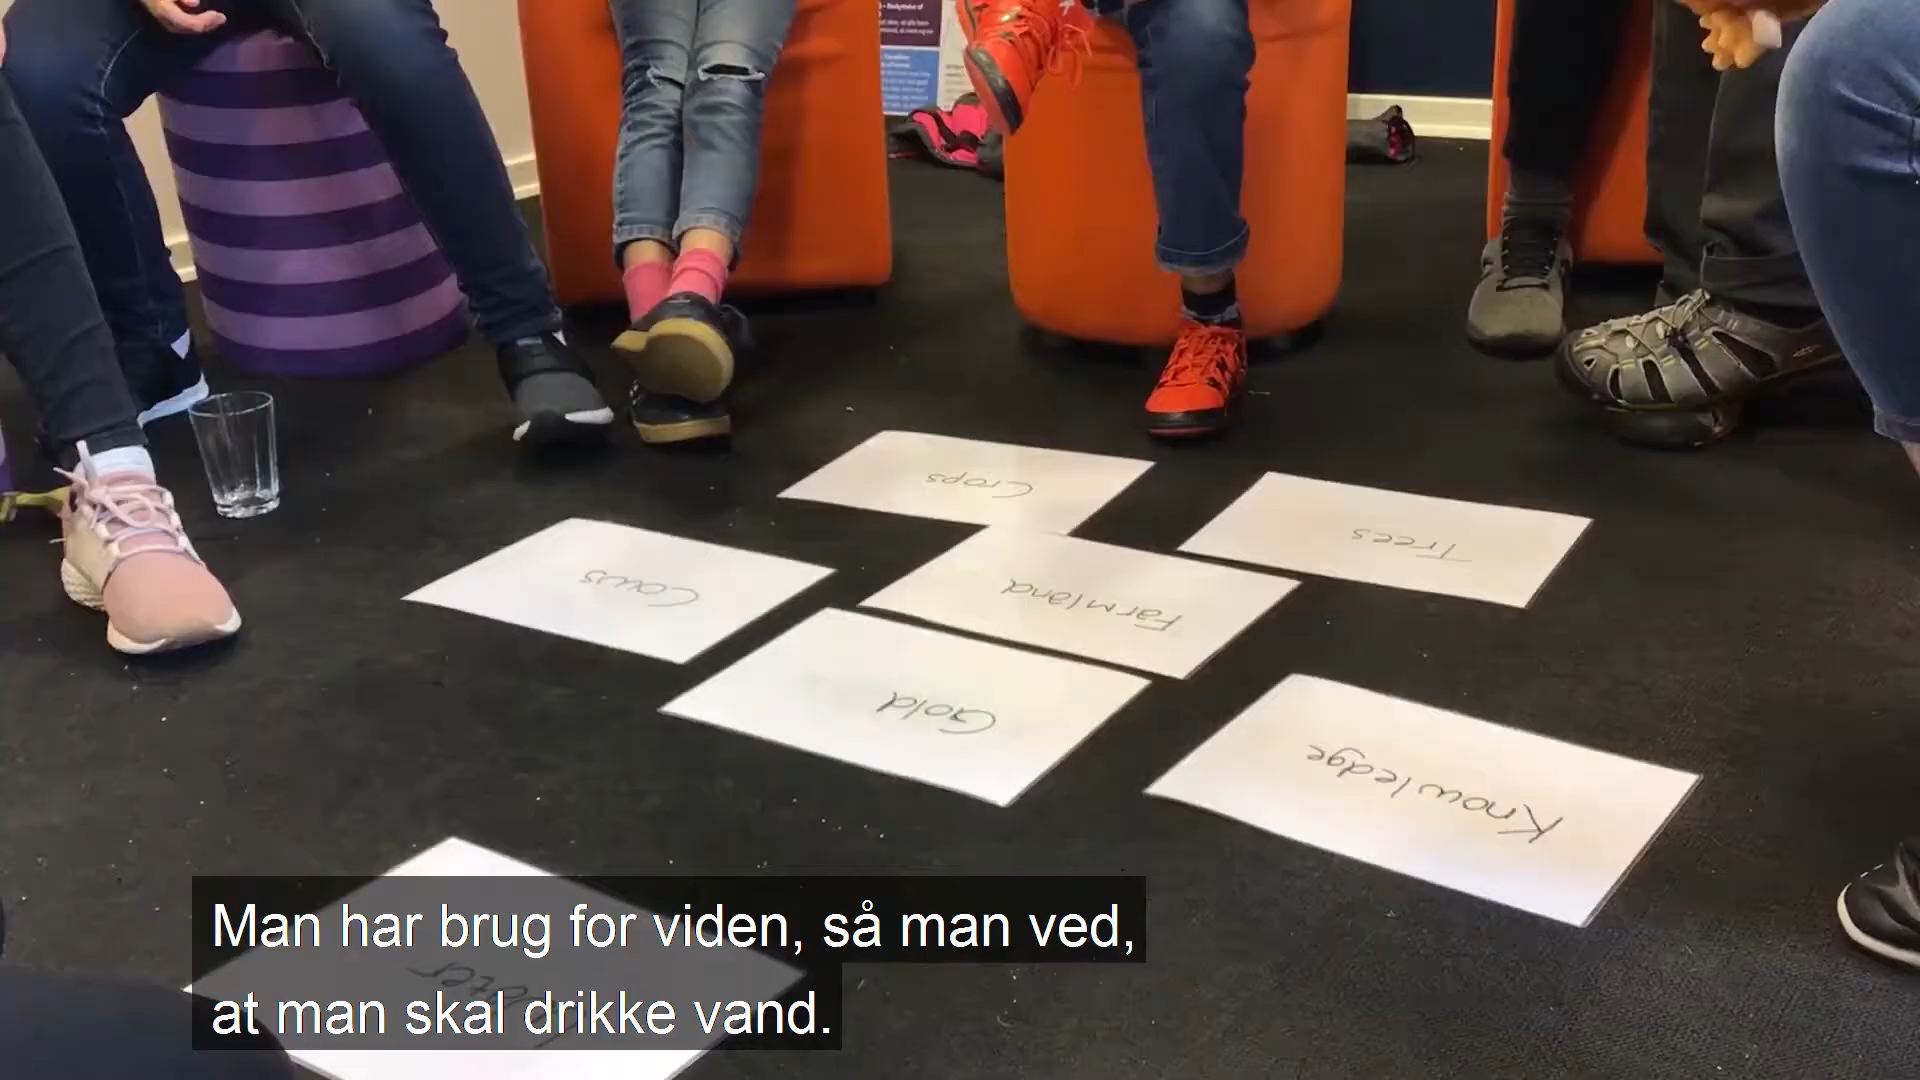 Crops
Trees
Cows
Farmland
Gold
Knowledge
Water
Man har brug for viden, så man ved,
at man skal drikke vand.